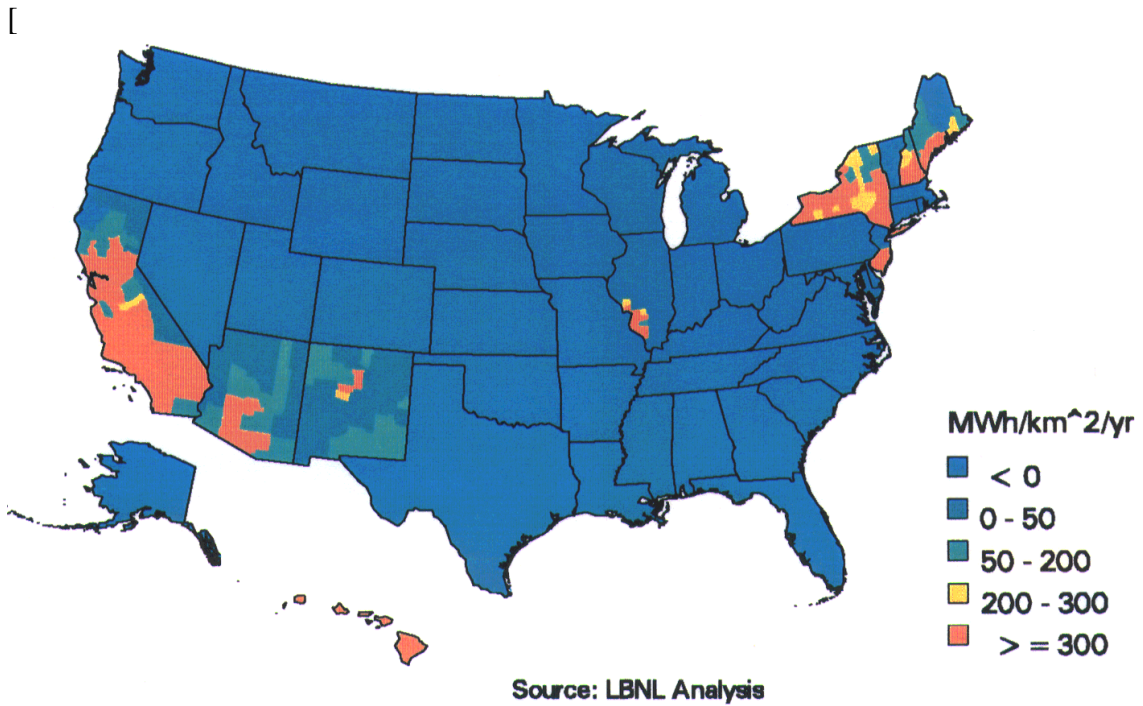 [
MWh/km^2/yr
< 0
0 - 50
50 - 200
200 - 300
> = 300
Source: LBNL Analysis